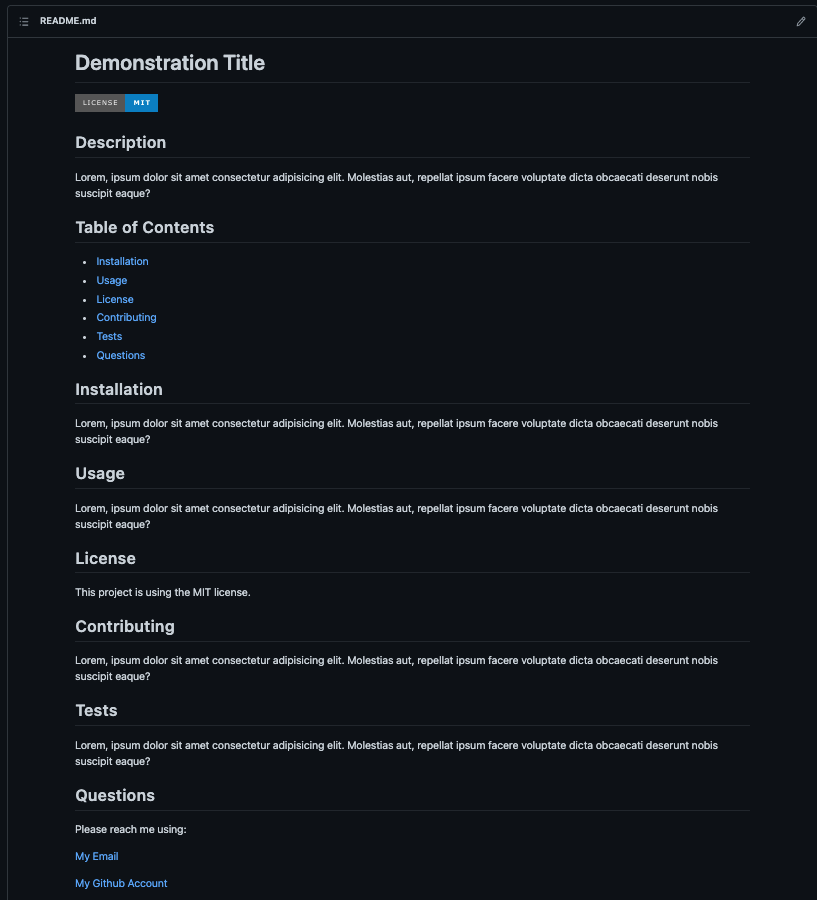 README.md
Demonstration Title
LICENSE MIT
Description
Lorem, ipsum dolor sit amet consectetur adipisicing elit. Molestias aut, repellat ipsum facere voluptate dicta obcaecati deserunt nobis
suscipit eaque?
Table of Contents
Installation
Usage
License
Contributing
Tests
Questions
Installation
Lorem, ipsum dolor sit amet consectetur adipisicing elit. Molestias aut, repellat ipsum facere voluptate dicta obcaecati deserunt nobis
suscipit eaque?
Usage
Lorem, ipsum dolor sit amet consectetur adipisicing elit. Molestias aut, repellat ipsum facere voluptate dicta obcaecati deserunt nobis
suscipit eaque?
License
This project is using the MIT license.
Contributing
Lorem, ipsum dolor sit amet consectetur adipisicing elit. Molestias aut, repellat ipsum facere voluptate dicta obcaecati deserunt nobis
suscipit eaque?
Tests
Lorem, ipsum dolor sit amet consectetur adipisicing elit. Molestias aut, repellat ipsum facere voluptate dicta obcaecati deserunt nobis
suscipit eaque?
Questions
Please reach me using:
My Email
My Github Account